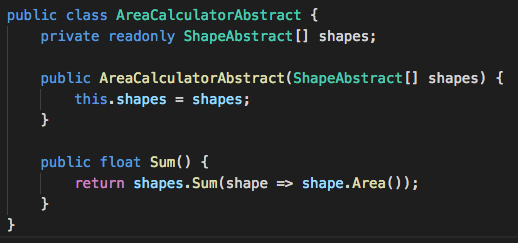 public class AreaCalculatorAbstract {
    private readonly ShapeAbstract[] shapes;

    public AreaCalculatorAbstract(ShapeAbstract[] shapes) {
        this.shapes = shapes;
    }

    public float Sum() {
        return shapes.Sum(shape => shape.Area());
    }
}